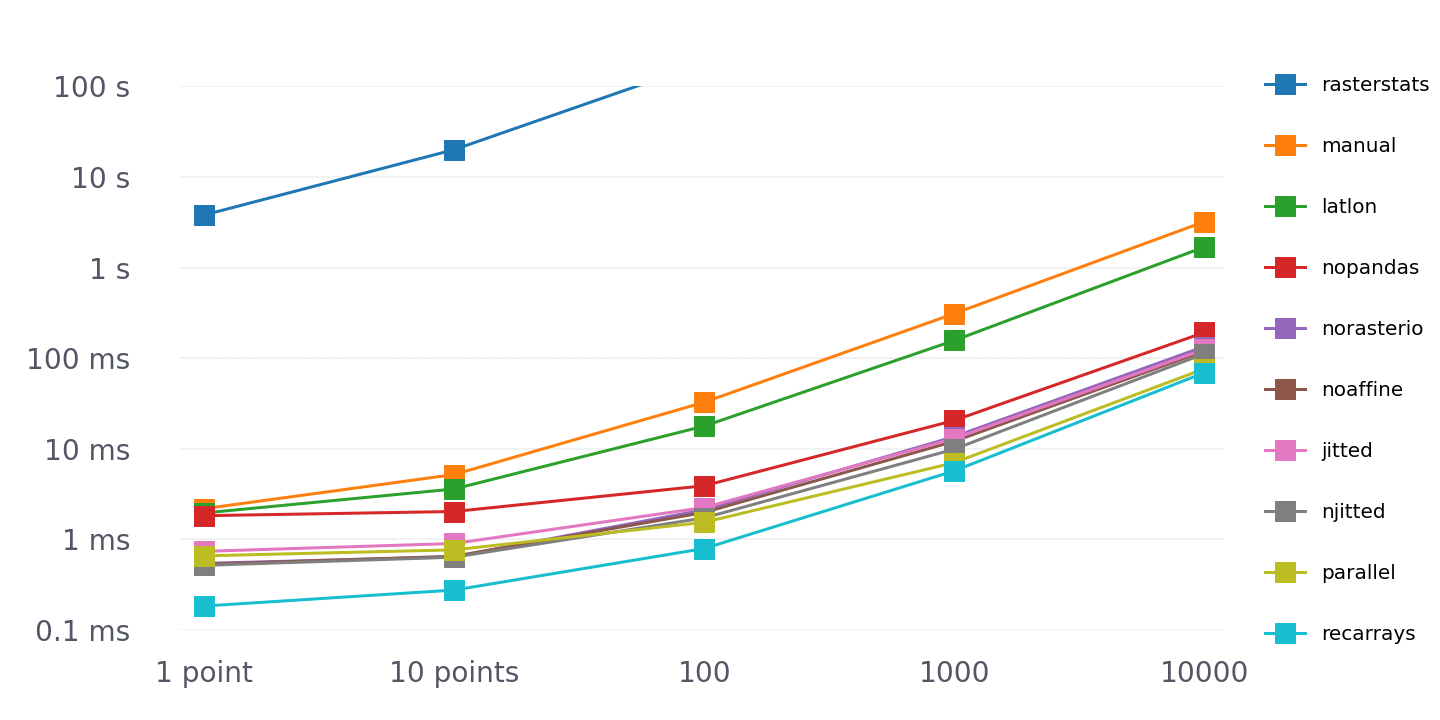 100 s
10 s
1 s
100 ms
10 ms
1 ms
0.1 ms
1 point
10 points
100
1000
10000
rasterstats
manual
latlon
nopandas
norasterio
noaffine
jitted
njitted
parallel
recarrays